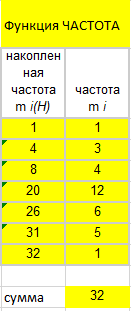 Функция ЧАСТОТА
накоплен
ная
частота
m i(H)
частота
m i
1 1
4 3
8 4
20 12
26 6
31 5
32 1
сумма 32